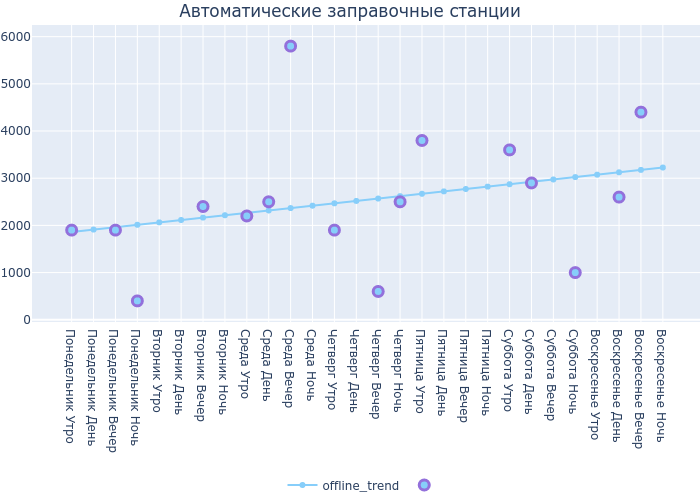 Автоматические заправочные станции
6000
5000
4000
3000
2000
1000
0
Понедельник Утро
Понедельник День
Понедельник Вечер
Понедельник Ночь
Вторник Утро
Вторник День
Вторник Вечер
Вторник Ночь
Среда Утро
Среда День
Среда Вечер
Среда Ночь
Четверг Утро
Четверг День
Четверг Вечер
Четверг Ночь
Пятница Утро
Пятница День
Пятница Вечер
Пятница Ночь
Суббота Утро
Суббота День
Суббота Вечер
Суббота Ночь
Воскресенье Утро
Воскресенье День
Воскресенье Вечер
Воскресенье Ночь
offline_trend